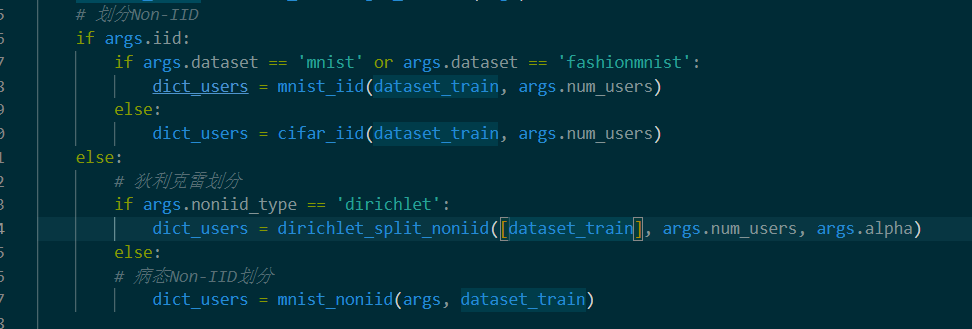 5 # 划分Non-IID
6 if args.iid:
7 if args.dataset == 'mnist' or args.dataset == 'fashionmnist':
8 dict_users = mnist_iid(dataset_train, args.num_users)
9 else:
0 dict_users = cifar_iid(dataset_train, args.num_users)
1 else:
2 # 狄利克雷划分
3 if args.noniid_type == 'dirichlet':
4 dict_users = dirichlet_split_noniid([dataset_train], args.num_users, args.alpha)
5 else:
6 # 病态Non-IID划分
7 dict_users = mnist_noniid(args, dataset_train)
8